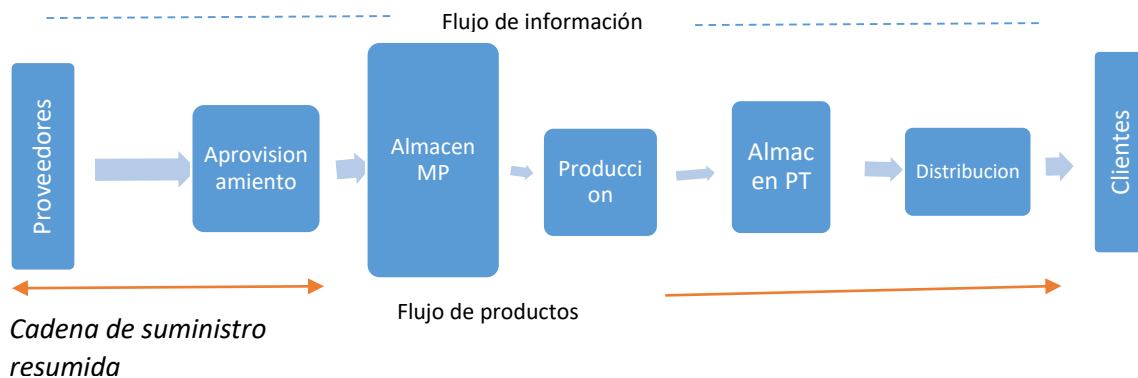 Flujo de información
Proveedores
Aprovision
amiento
Almacen
MP
Producci
on
Almac
en PT
Distribucion
Clientes
Flujo de productos
Cadena de suministro
resumida